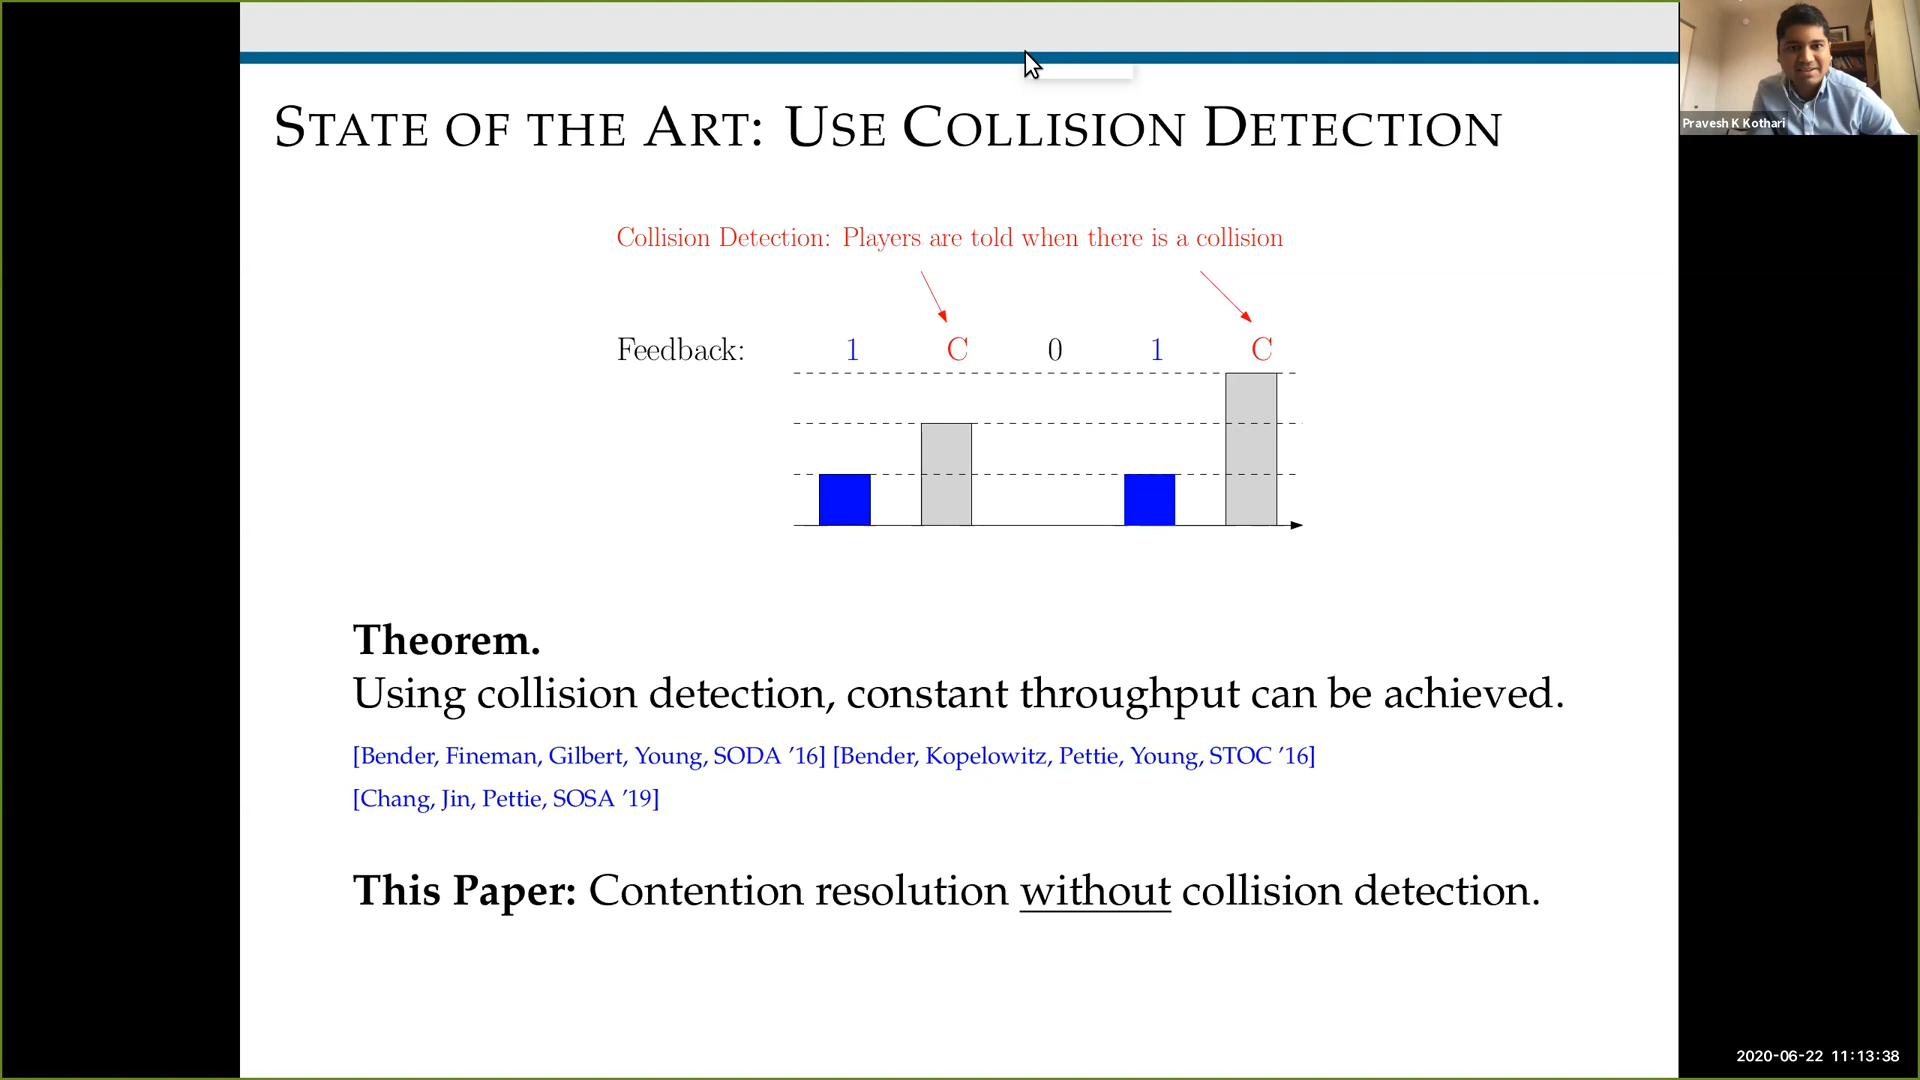 STATE OF THE ART: USE COLLISION DETECTION
Pravesh K Kothari
Collision Detection: Players are told when there is a collision
Feedback: 1 C 0 1 C
Theorem.
Using collision detection, constant throughput can be achieved.
[Bender, Fineman, Gilbert, Young, SODA ’16] [Bender, Kopelowitz, Pettie, Young, STOC ’16]
[Chang, Jin, Pettie, SOSA ’19]
This Paper: Contention resolution without collision detection.
2020-06-22 11:13:38